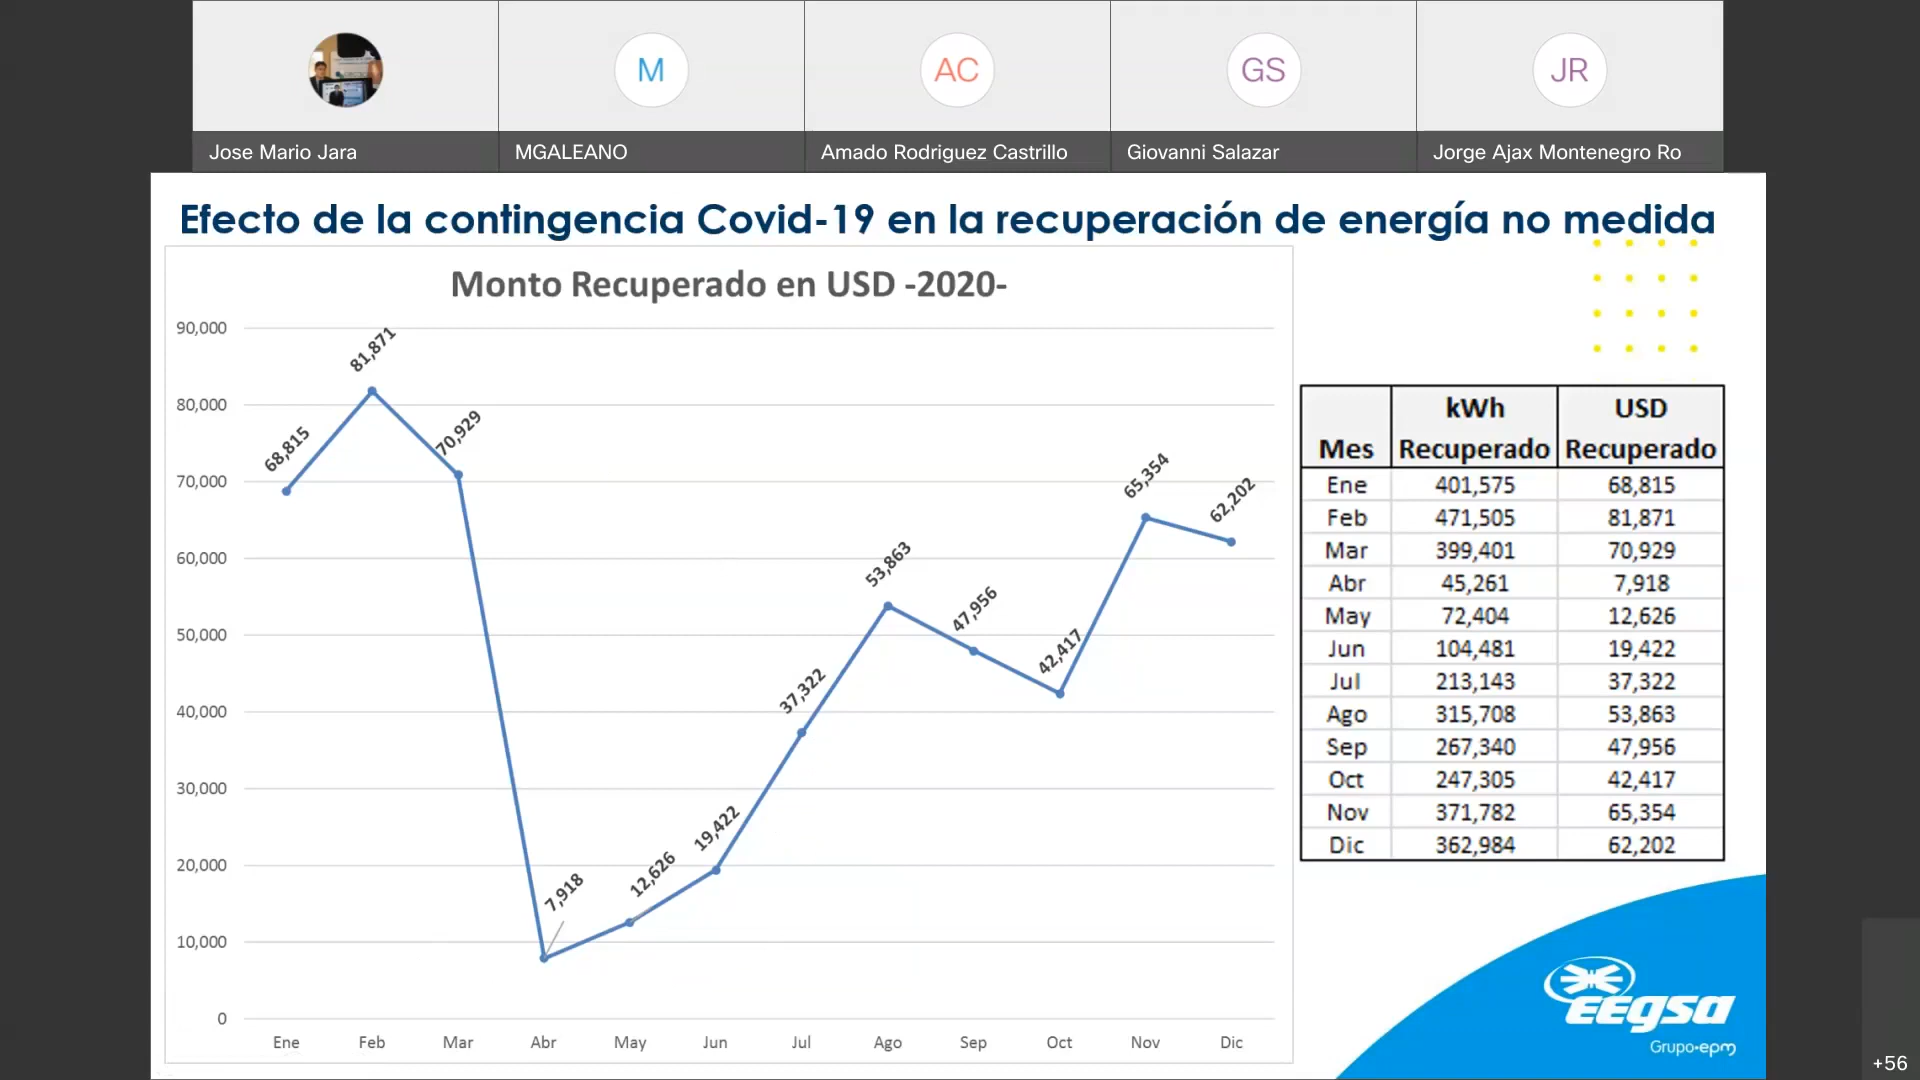 M
AC
GS
JR
Jose Mario Jara
MGALEANO
Amado Rodriguez Castrillo
Giovanni Salazar
Jorge Ajax Montenegro Ro
Efecto de la contingencia Covid-19 en la recuperación de energía no medida
Monto Recuperado en USD -2020-
90,000
80,000
70,000
60,000
50,000
40,000
30,000
20,000
10,000
0
68,815
81,871
70,929
7,918
12,626
19,422
37,322
53,863
47,956
42,417
65,354
62,202
Ene Feb Mar Abr May Jun Jul Ago Sep Oct Nov Dic
Mes kWh Recuperado USD Recuperado
Ene 401,575 68,815
Feb 471,505 81,871
Mar 399,401 70,929
Abr 45,261 7,918
May 72,404 12,626
Jun 104,481 19,422
Jul 213,143 37,322
Ago 315,708 53,863
Sep 267,340 47,956
Oct 247,305 42,417
Nov 371,782 65,354
Dic 362,984 62,202
eegsa
Grupo•epm
+56